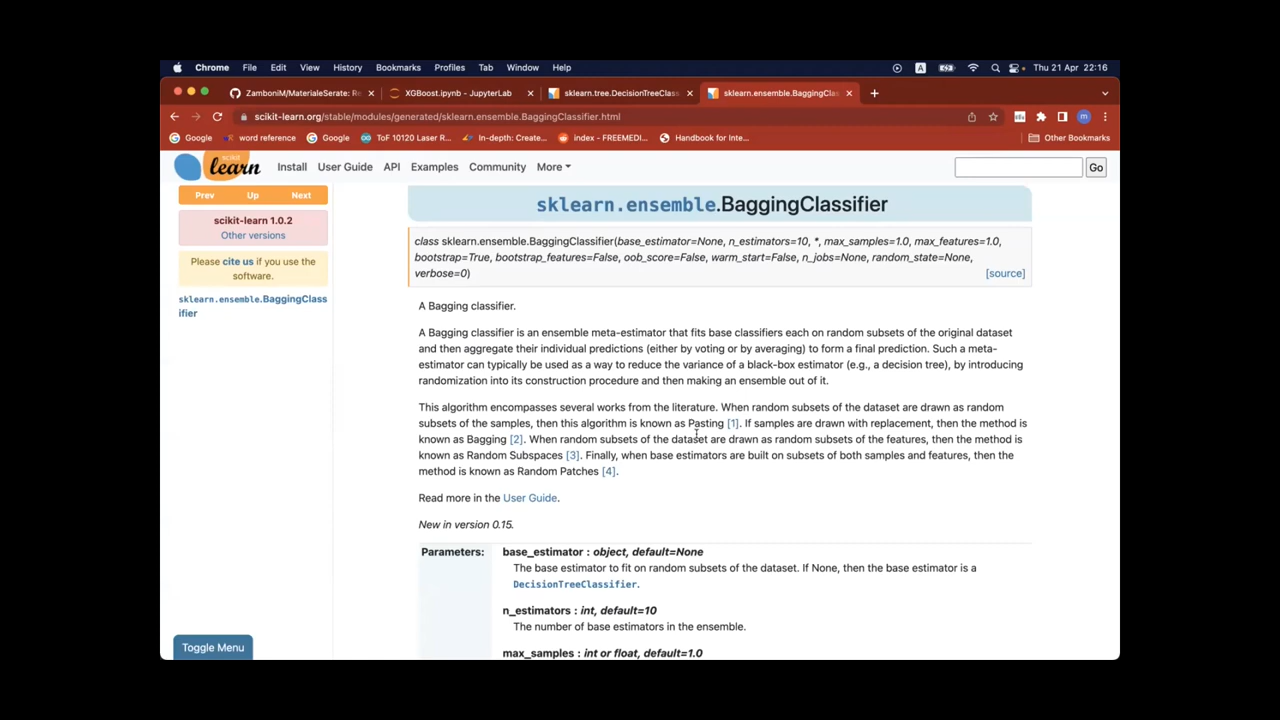 Chrome File Edit View History Bookmarks Profiles Tab Window Help A Thu 21 Apr 22:16
ZamboniM/MaterialeSerate: Re XGBoost.ipynb - JupyterLab sklearn.tree.DecisionTreeClass sklearn.ensemble.BaggingClas
scikit-learn.org/stable/modules/generated/sklearn.ensemble.BaggingClassifier.html
Google word reference Google ToF 10120 Laser R... In-depth: Create... index - FREEMEDI... Handbook for Inte... Other Bookmarks
scikit learn Install User Guide API Examples Community More Go
Prev Up Next
scikit-learn 1.0.2
Other versions
Please cite us if you use the
software.
sklearn.ensemble.BaggingClass
ifier
sklearn.ensemble.BaggingClassifier
class sklearn.ensemble.BaggingClassifier(base_estimator=None, n_estimators=10, *, max_samples=1.0, max_features=1.0,
bootstrap=True, bootstrap_features=False, oob_score=False, warm_start=False, n_jobs=None, random_state=None,
verbose=0) [source]
A Bagging classifier.
A Bagging classifier is an ensemble meta-estimator that fits base classifiers each on random subsets of the original dataset
and then aggregate their individual predictions (either by voting or by averaging) to form a final prediction. Such a meta-
estimator can typically be used as a way to reduce the variance of a black-box estimator (e.g., a decision tree), by introducing
randomization into its construction procedure and then making an ensemble out of it.
This algorithm encompasses several works from the literature. When random subsets of the dataset are drawn as random
subsets of the samples, then this algorithm is known as Pasting [1]. If samples are drawn with replacement, then the method is
known as Bagging [2]. When random subsets of the dataset are drawn as random subsets of the features, then the method is
known as Random Subspaces [3]. Finally, when base estimators are built on subsets of both samples and features, then the
method is known as Random Patches [4].
Read more in the User Guide.
New in version 0.15.
Parameters: base_estimator : object, default=None
The base estimator to fit on random subsets of the dataset. If None, then the base estimator is a
DecisionTreeClassifier.
n_estimators : int, default=10
The number of base estimators in the ensemble.
max_samples : int or float, default=1.0
Toggle Menu